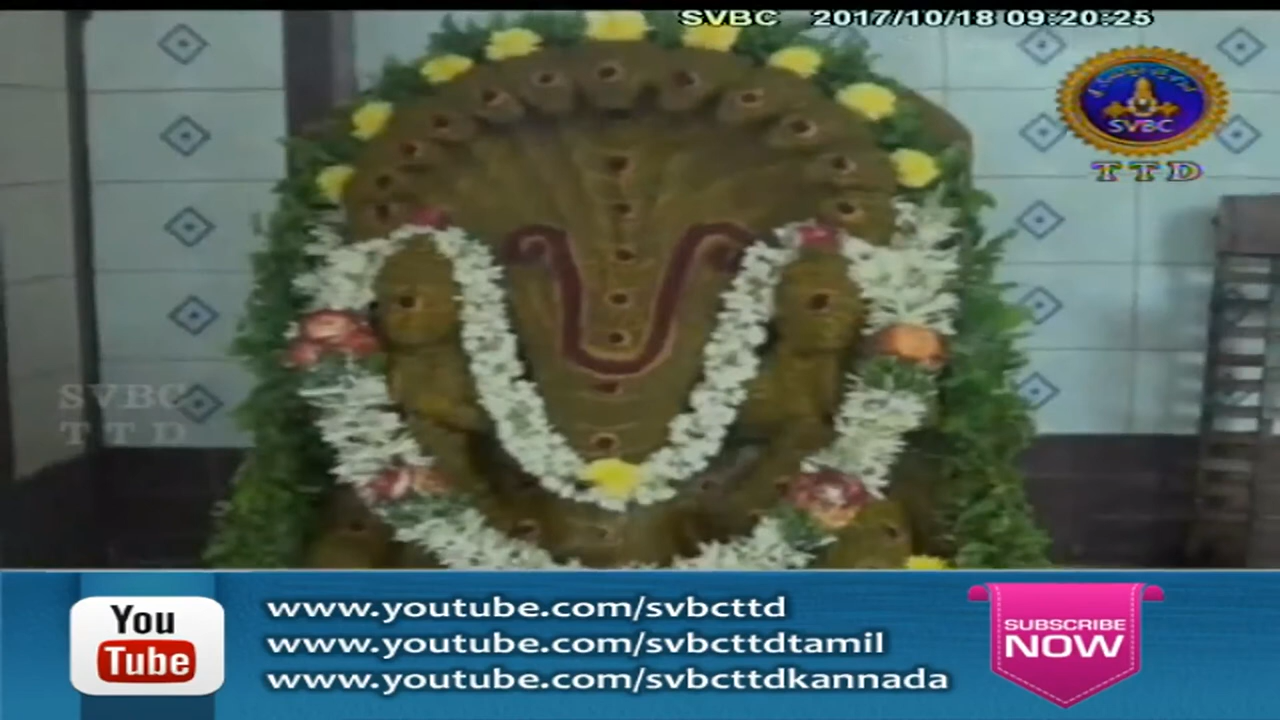 SVBC 2017/10/18 09:20:25
SVBC
TTD
SVBC
TTD
You
Tube
www.youtube.com/svbcttd
www.youtube.com/svbcttdtamil
www.youtube.com/svbcttdkannada
SUBSCRIBE
NOW